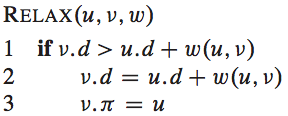 RELAX(u, v, w)
1 if v.d > u.d + w(u, v)
2 v.d = u.d + w(u, v)
3 v.π = u